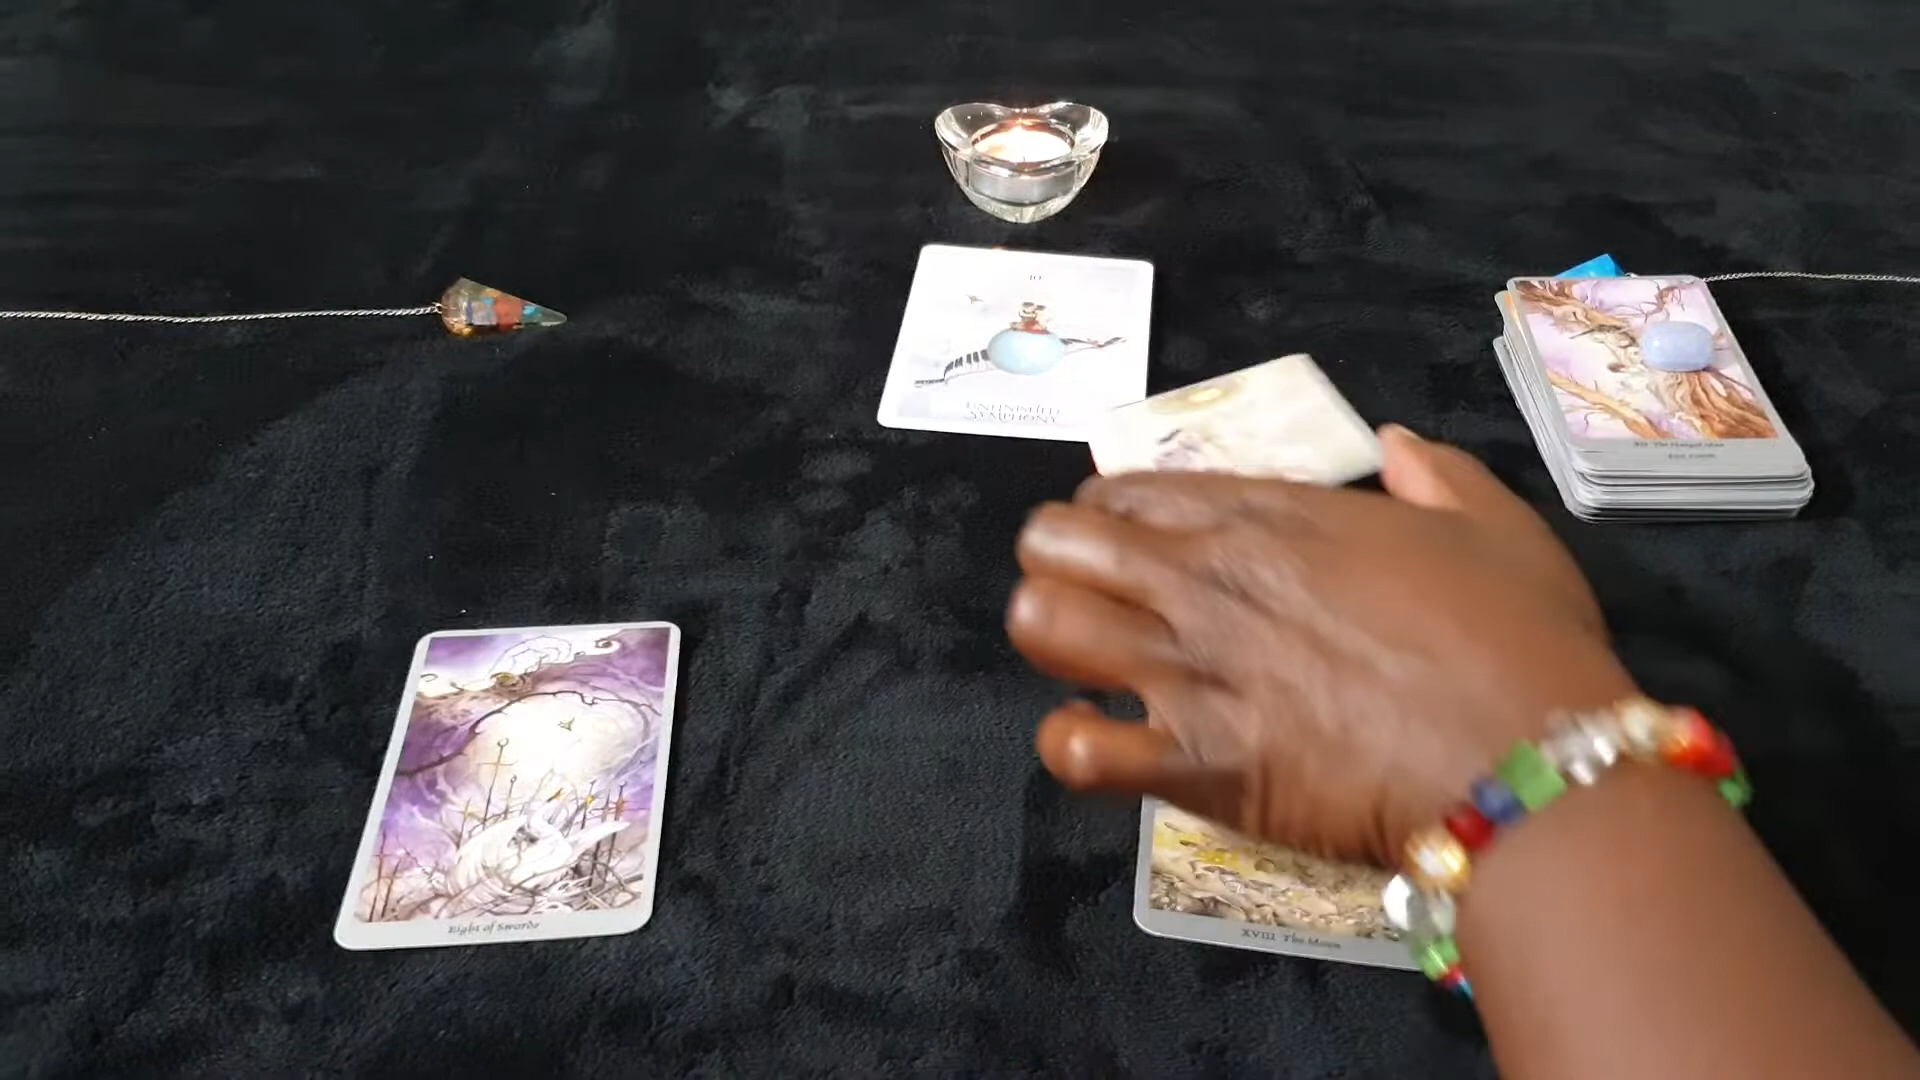 10
UNFINISHED
SYMPHONY
XII The Hanged Man
Eight of Swords
XVIII The Moon